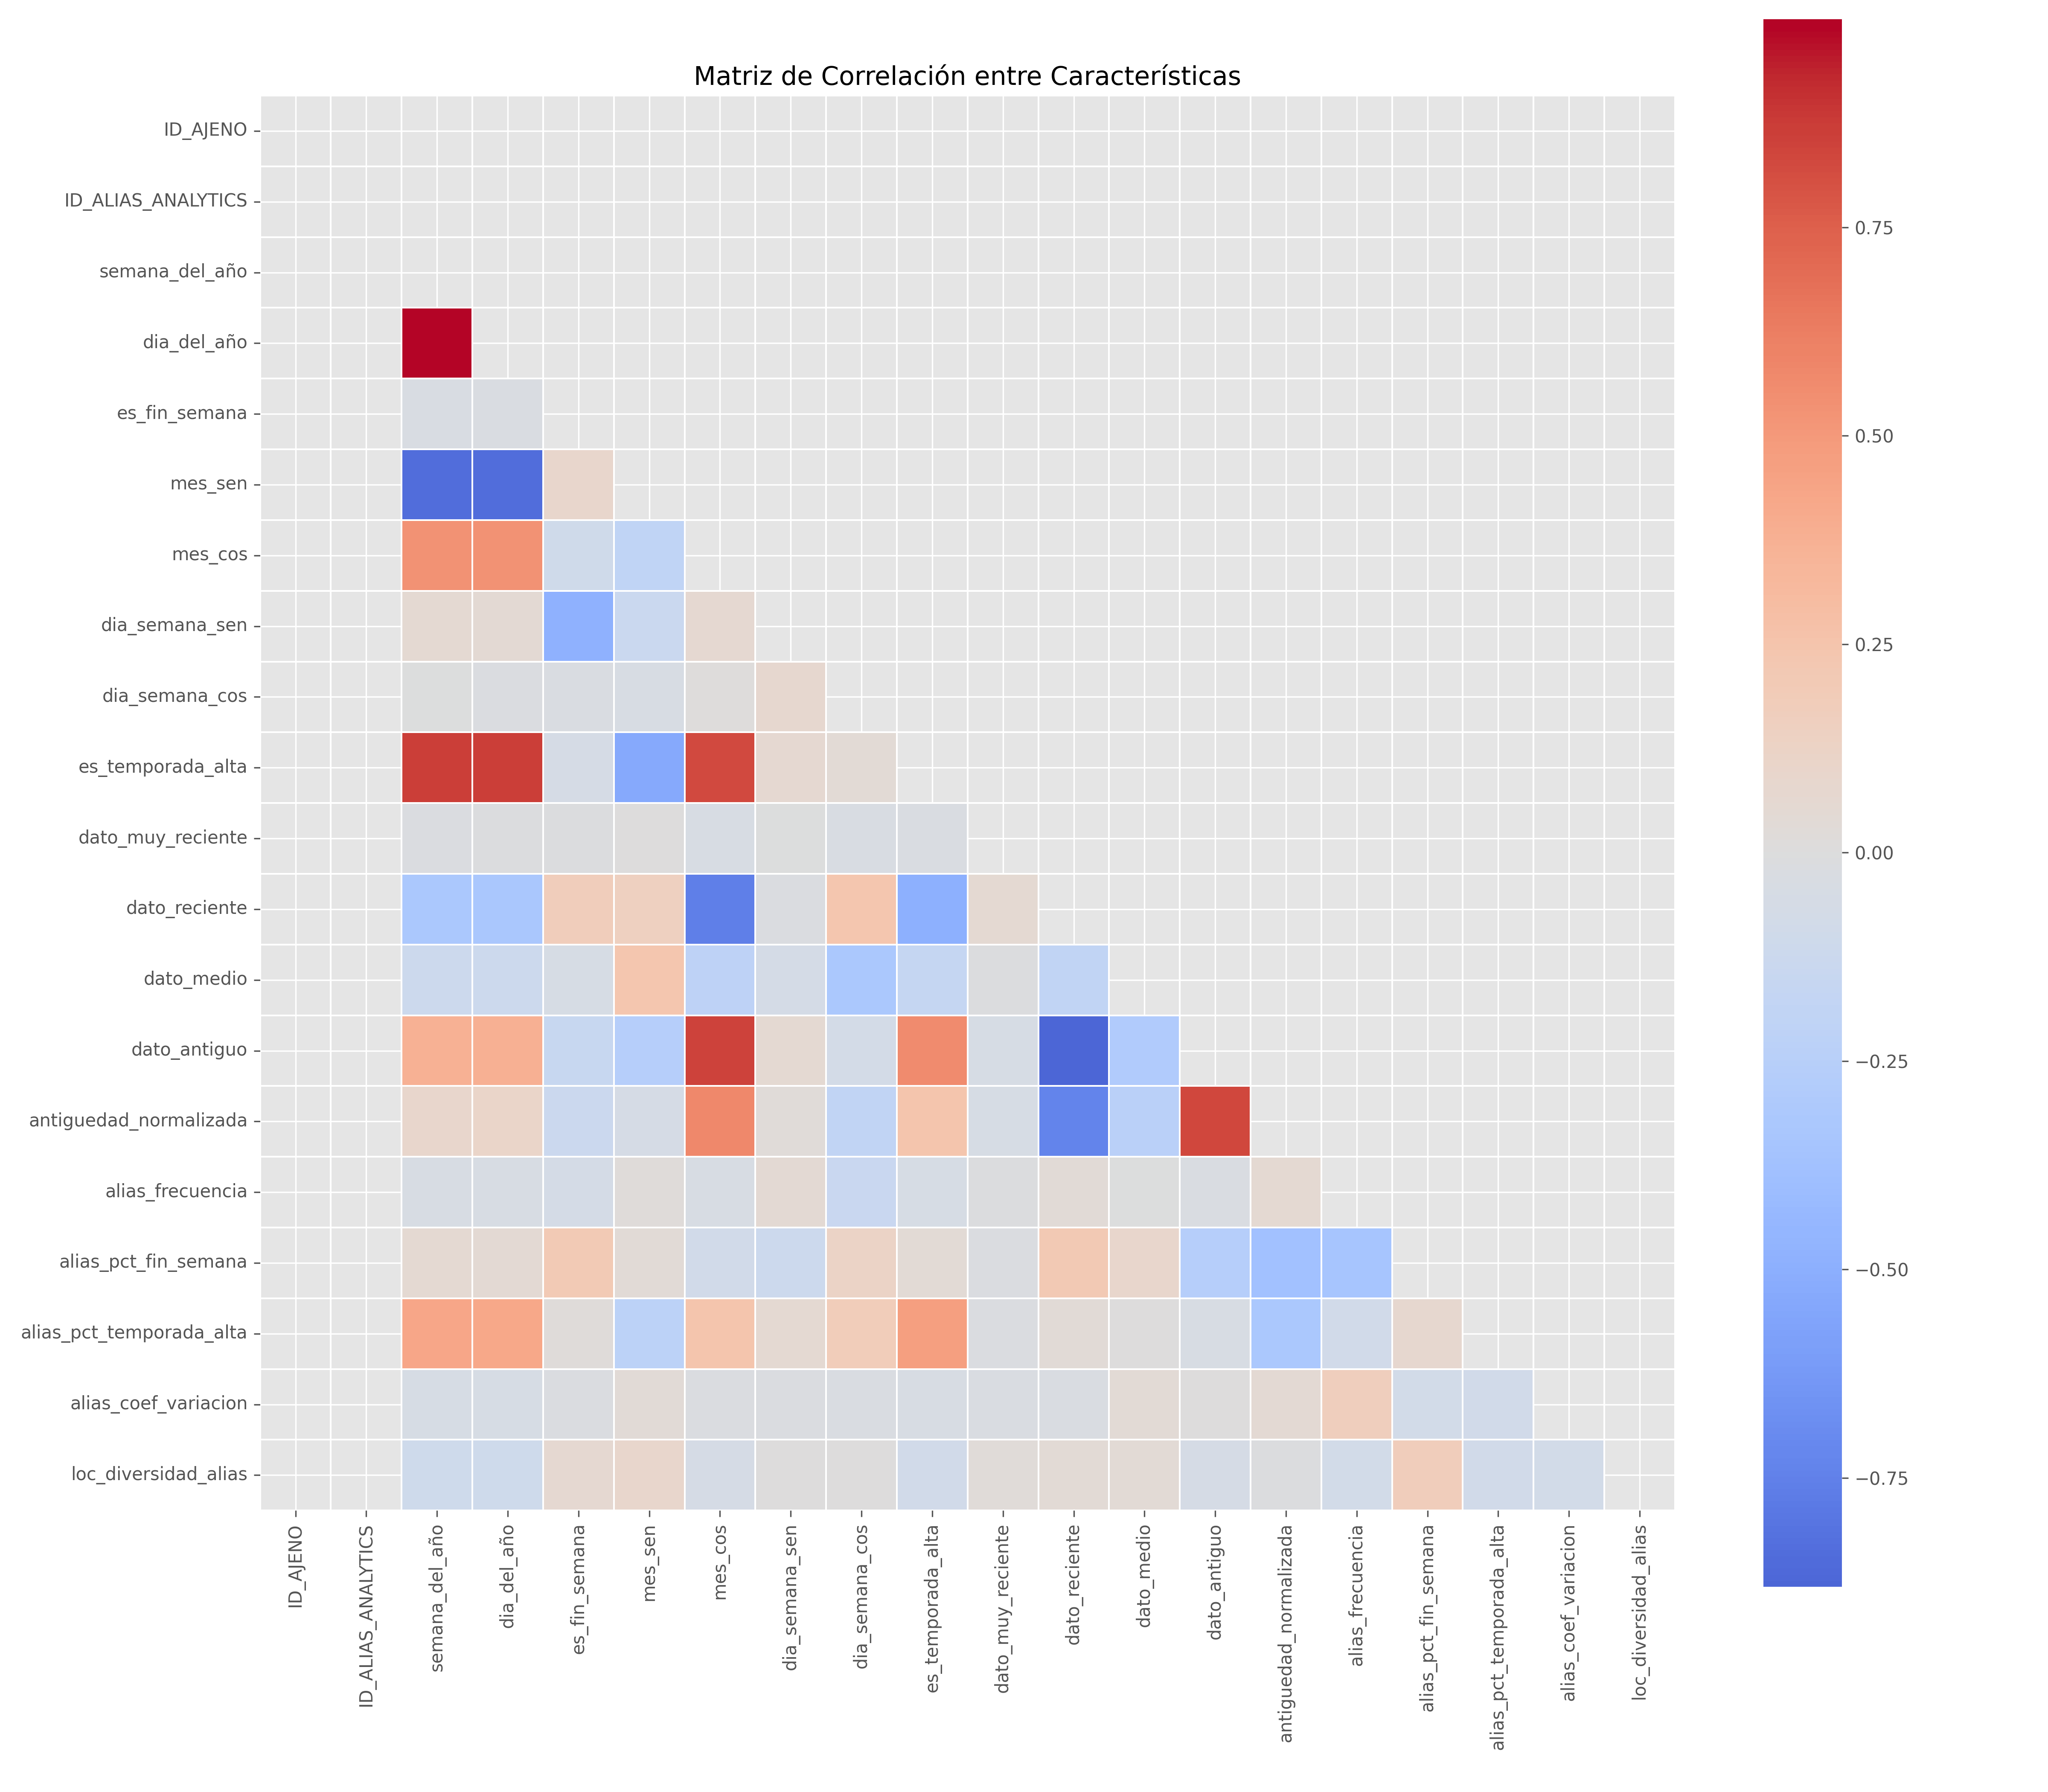 Matriz de Correlación entre Características
ID_AJENO
ID_ALIAS_ANALYTICS
semana_del_año
dia_del_año
es_fin_semana
mes_sen
mes_cos
dia_semana_sen
dia_semana_cos
es_temporada_alta
dato_muy_reciente
dato_reciente
dato_medio
dato_antiguo
antiguedad_normalizada
alias_frecuencia
alias_pct_fin_semana
alias_pct_temporada_alta
alias_coef_variacion
loc_diversidad_alias
ID_AJENO
ID_ALIAS_ANALYTICS
semana_del_año
dia_del_año
es_fin_semana
mes_sen
mes_cos
dia_semana_sen
dia_semana_cos
es_temporada_alta
dato_muy_reciente
dato_reciente
dato_medio
dato_antiguo
antiguedad_normalizada
alias_frecuencia
alias_pct_fin_semana
alias_pct_temporada_alta
alias_coef_variacion
loc_diversidad_alias
0.75
0.50
0.25
0.00
−0.25
−0.50
−0.75